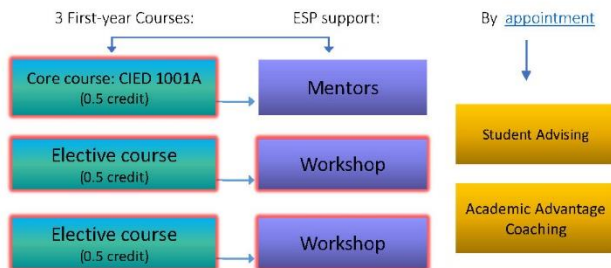 3 First-year Courses:
ESP support:
By appointment
Core course: CIED 1001A
(0.5 credit)
Mentors
Student Advising
Elective course
(0.5 credit)
Workshop
Academic Advantage
Coaching
Elective course
(0.5 credit)
Workshop